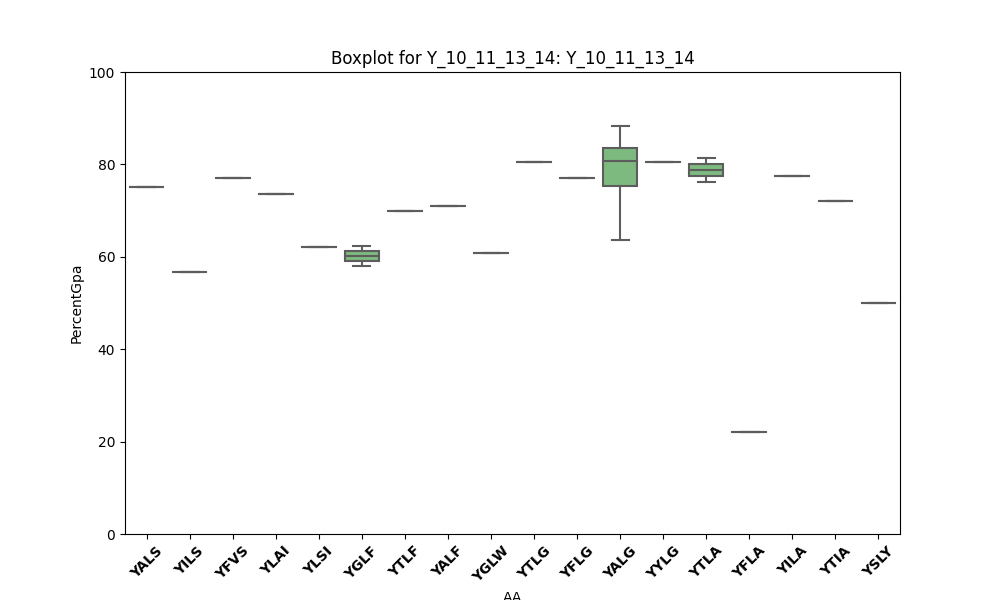 Boxplot for Y_10_11_13_14: Y_10_11_13_14
100
80
60
40
20
0
PercentGpa
YALS YILS YFVS YLAI YLSI YGLF YTLF YALF YGLW YTLG YFLG YALG YYLG YTLA YFLA YILA YTIA YSLY
AA